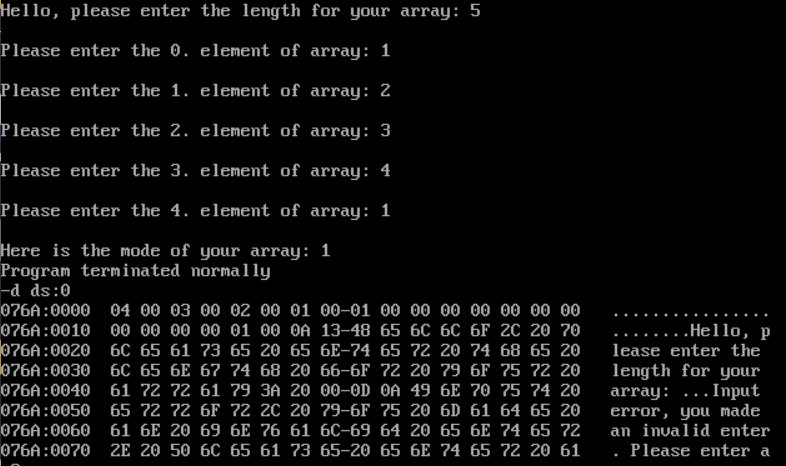 Hello, please enter the length for your array: 5
Please enter the 0. element of array: 1
Please enter the 1. element of array: 2
Please enter the 2. element of array: 3
Please enter the 3. element of array: 4
Please enter the 4. element of array: 1
Here is the mode of your array: 1
Program terminated normally
-d ds:0
076A:0000  04 00 03 00 02 00 01 00-01 00 00 00 00 00 00 00   ................
076A:0010  00 00 00 00 01 00 0A 13-48 65 6C 6C 6F 2C 20 70   ........Hello, p
076A:0020  6C 65 61 73 65 20 65 6E-74 65 72 20 74 68 65 20   lease enter the
076A:0030  6C 65 6E 67 74 68 20 66-6F 72 20 79 6F 75 72 20   length for your
076A:0040  61 72 72 61 79 3A 20 00-0D 0A 49 6E 70 75 74 20   array: ...Input
076A:0050  65 72 72 6F 72 2C 20 79-6F 75 20 6D 61 64 65 20   error, you made
076A:0060  61 6E 20 69 6E 76 61 6C-69 64 20 65 6E 74 65 72   an invalid enter
076A:0070  2E 20 50 6C 65 61 73 65-20 65 6E 74 65 72 20 61   . Please enter a